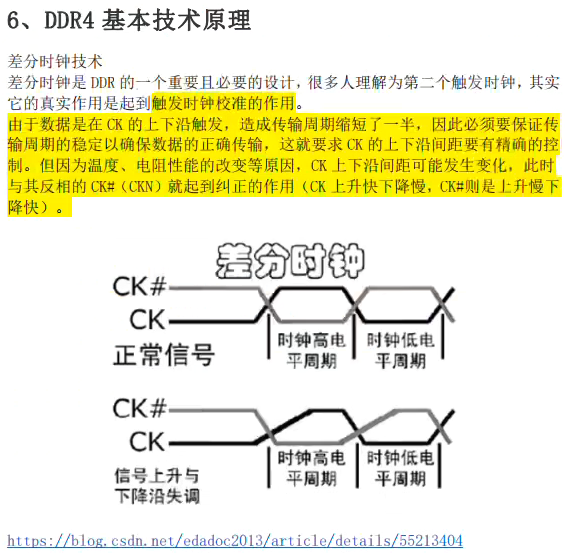 6、DDR4 基本技术原理
差分时钟技术
差分时钟是 DDR 的一个重要且必要的设计，很多人理解为第二个触发时钟，其实
它的真实作用是起到触发时钟校准的作用。
由于数据是在 CK 的上下沿触发，造成传输周期缩短了一半，因此必须要保证传
输周期的稳定以确保数据的正确传输，这就要求 CK 的上下沿间距要有精确的控
制。但因为温度、电阻性能的改变等原因，CK 上下沿间距可能发生变化，此时
与其反相的 CK#（CKN）就起到纠正的作用（CK 上升快下降慢，CK#则是上升慢下
降快）。
差分时钟
CK#
CK
正常信号
时钟高电
平周期
时钟低电
平周期
CK#
CK
信号上升与
下降沿失调
时钟高电
平周期
时钟低电
平周期
https://blog.csdn.net/edadoc2013/article/details/55213404